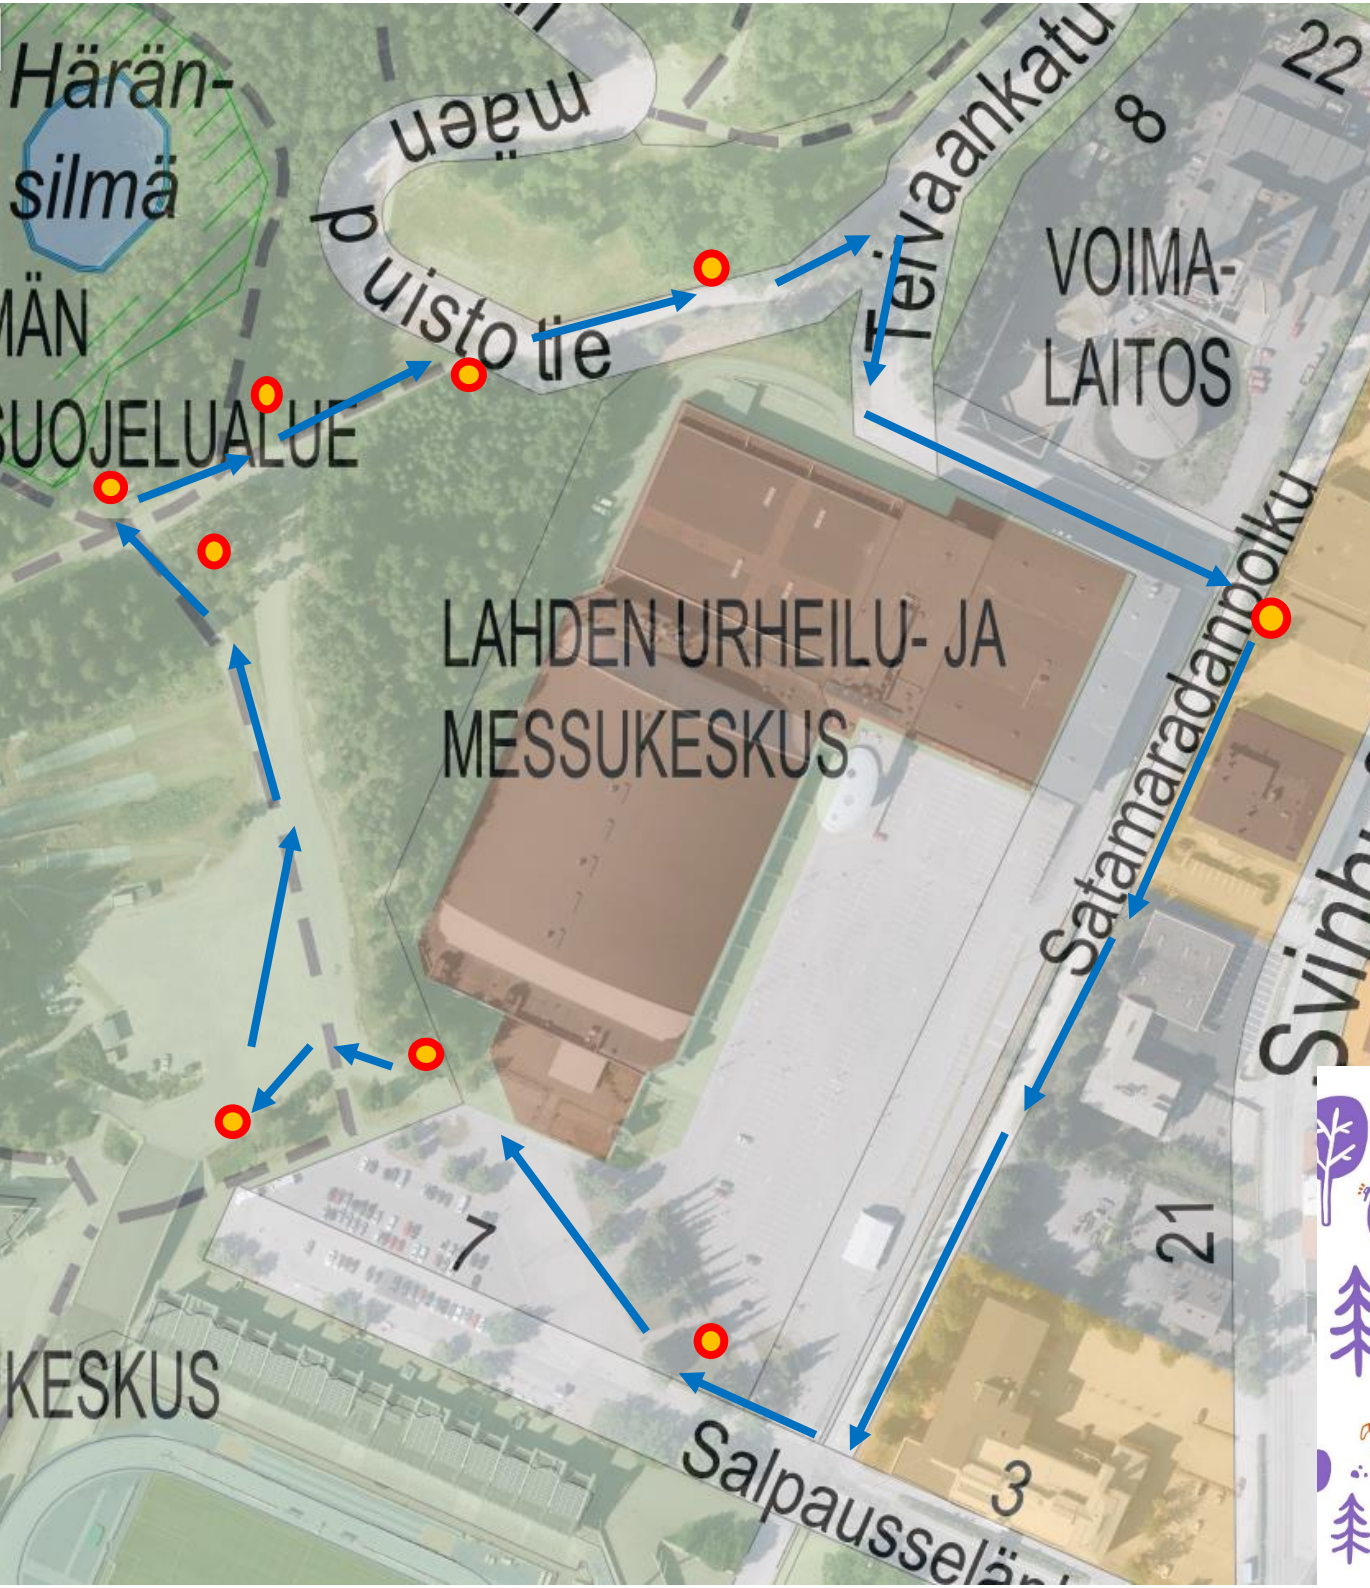 Härän-
silmä
mäen
puistotie
Teivaankatu
8
22
VOIMA-
LAITOS
MÄN
SUOJELUALUE
LAHDEN URHEILU- JA
MESSUKESKUS
Satamaradanpolku
Svinhu
7
21
KESKUS
Salpausselän
3